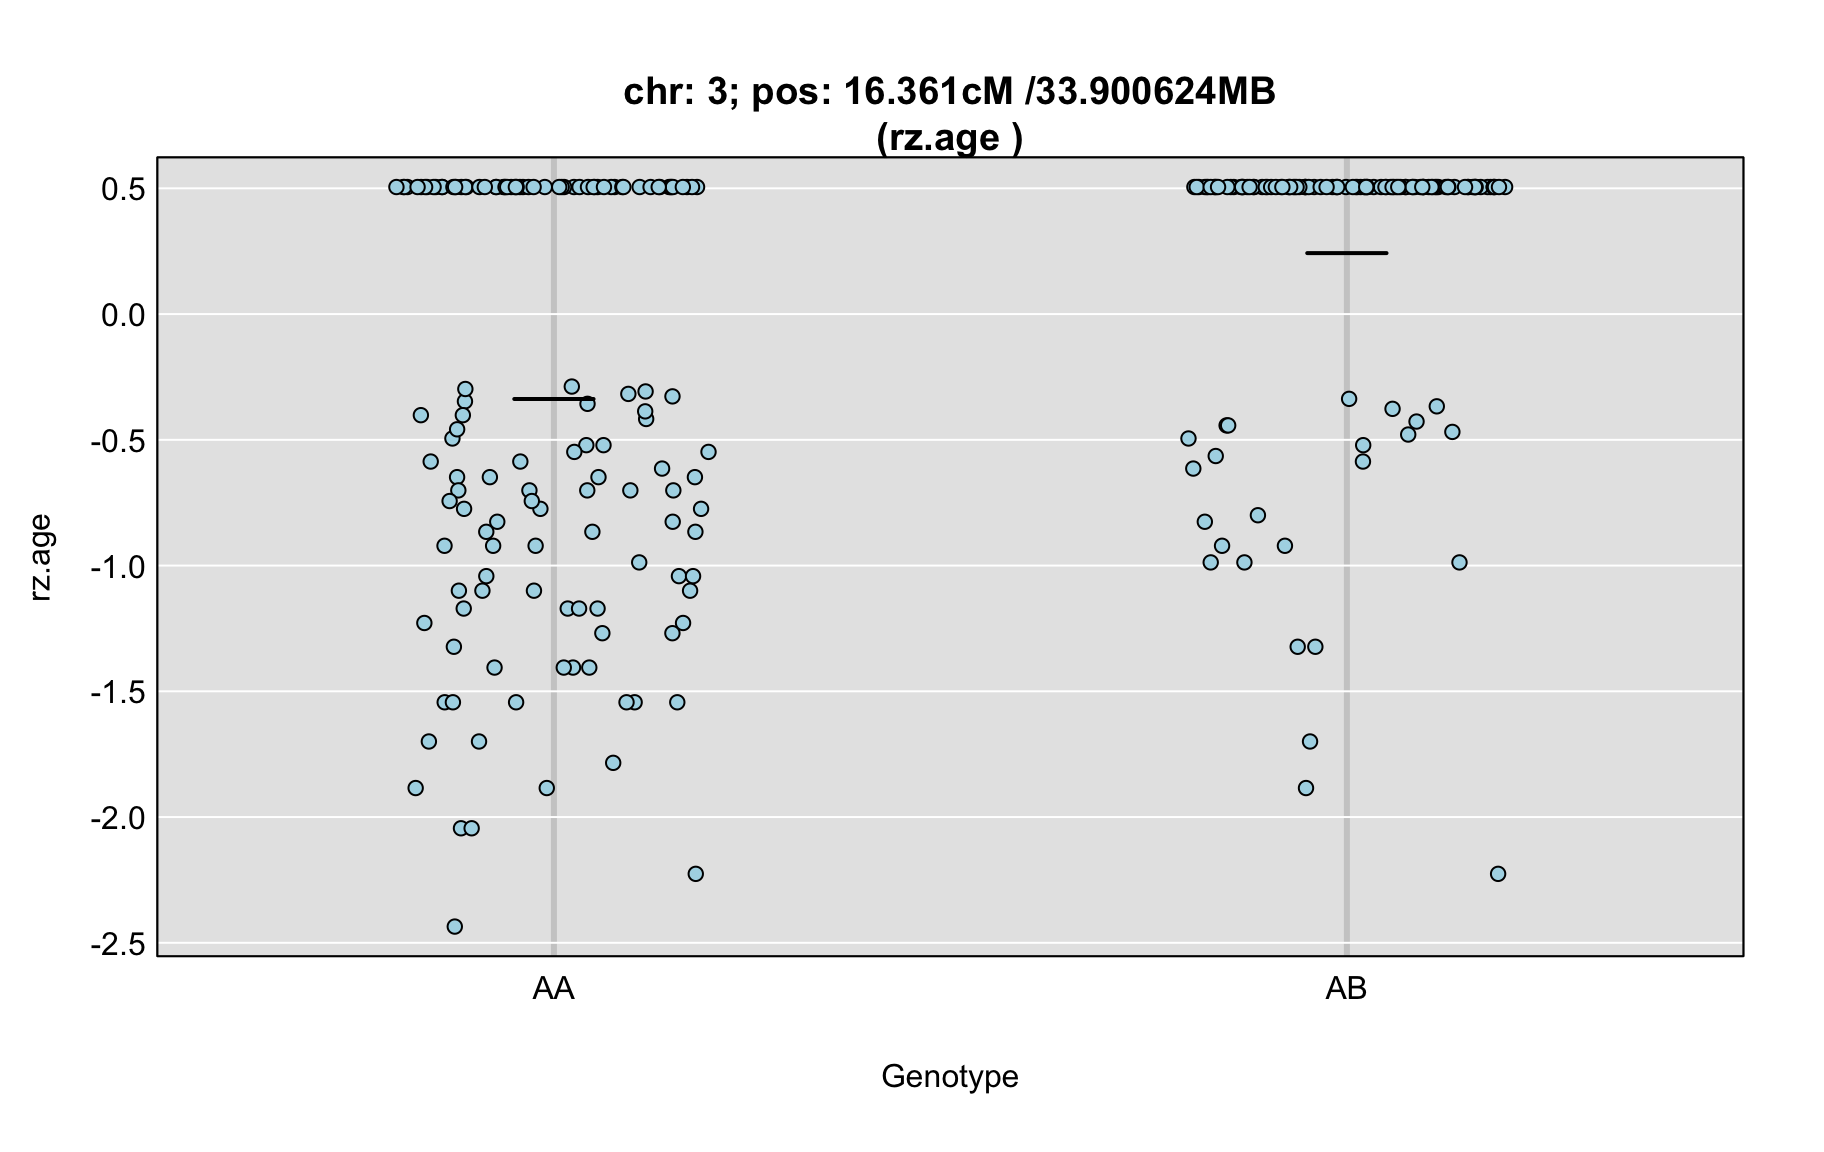 chr: 3; pos: 16.361cM /33.900624MB
(rz.age )
0.5
0.0
-0.5
-1.0
-1.5
-2.0
-2.5
rz.age
AA
AB
Genotype